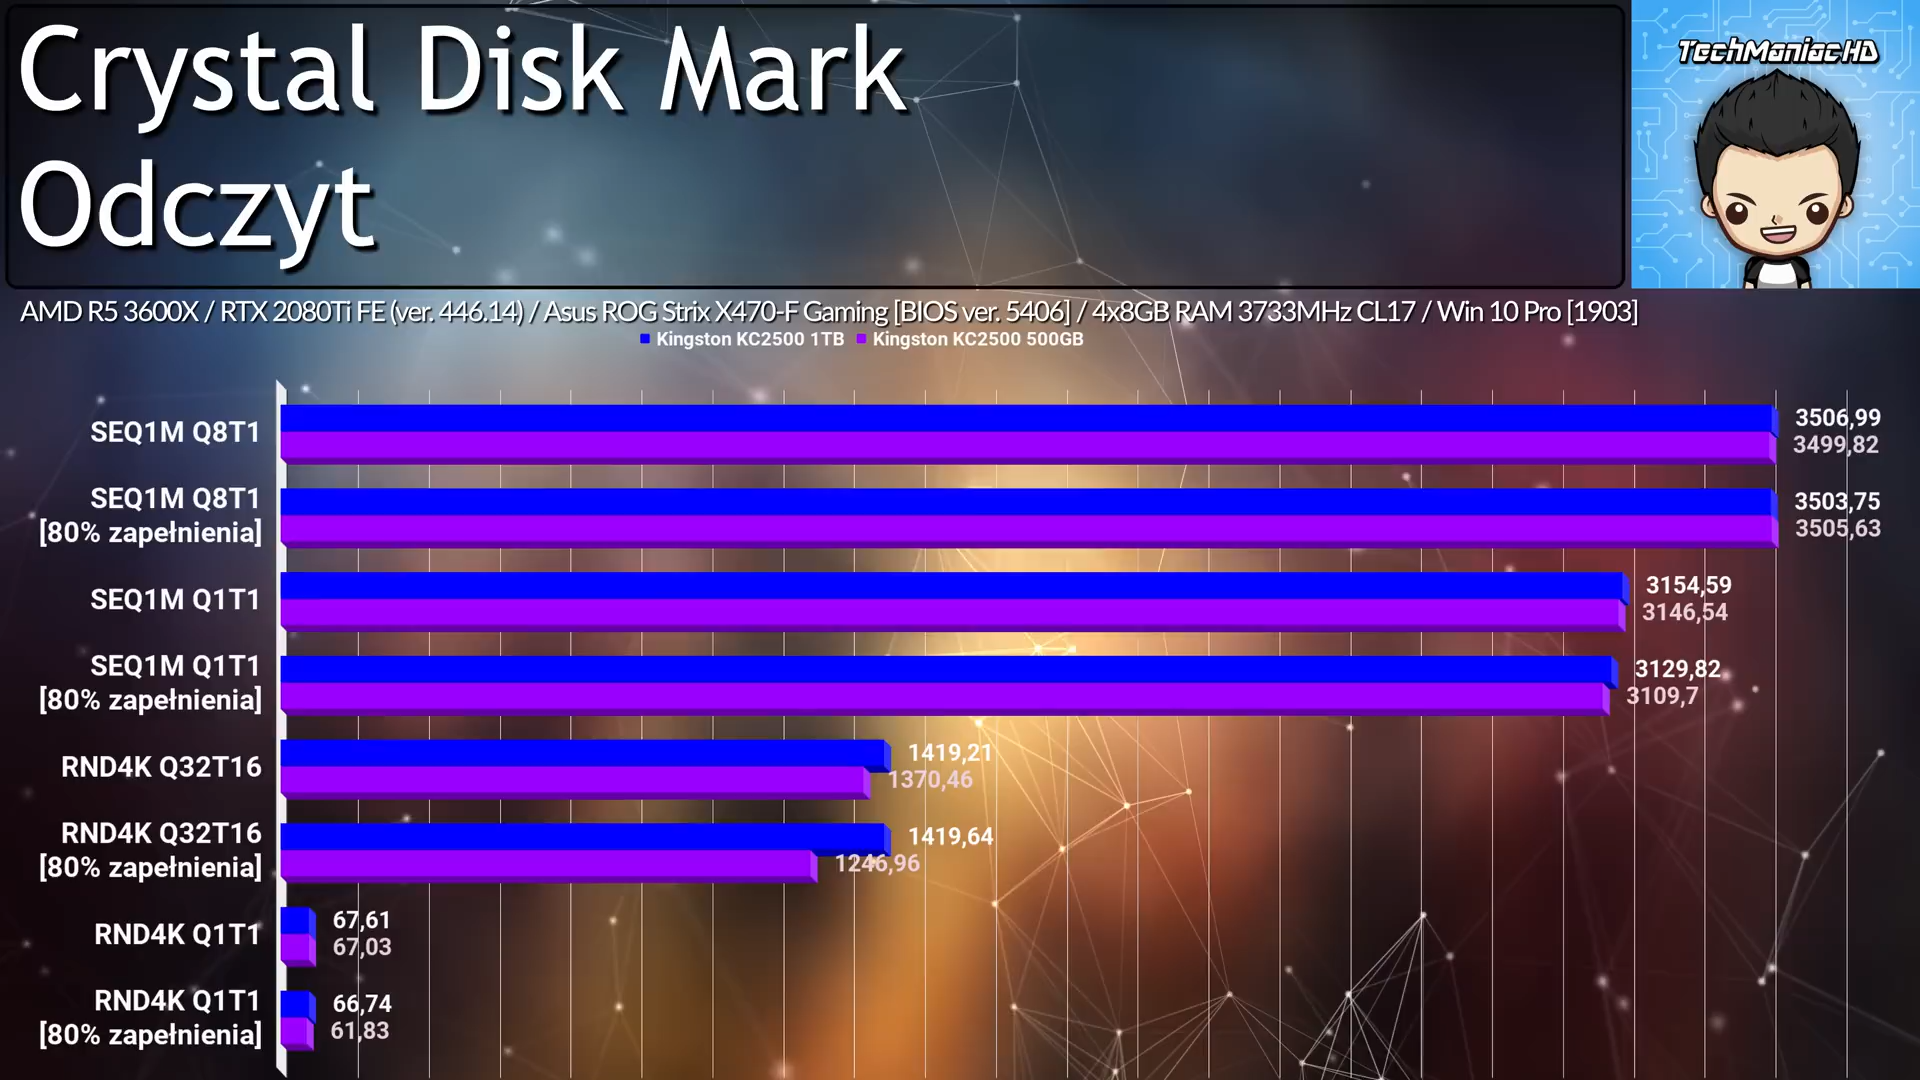 Crystal Disk Mark
Odczyt
TechManiacHD
AMD R5 3600X / RTX 2080Ti FE (ver. 446.14) / Asus ROG Strix X470-F Gaming [BIOS ver. 5406] / 4x8GB RAM 3733MHz CL17 / Win 10 Pro [1903]
Kingston KC2500 1TB Kingston KC2500 500GB
SEQ1M Q8T1
3506,99
3499,82
SEQ1M Q8T1
[80% zapełnienia]
3503,75
3505,63
SEQ1M Q1T1
3154,59
3146,54
SEQ1M Q1T1
[80% zapełnienia]
3129,82
3109,7
RND4K Q32T16
1419,21
1370,46
RND4K Q32T16
[80% zapełnienia]
1419,64
1246,96
RND4K Q1T1
67,61
67,03
RND4K Q1T1
[80% zapełnienia]
66,74
61,83